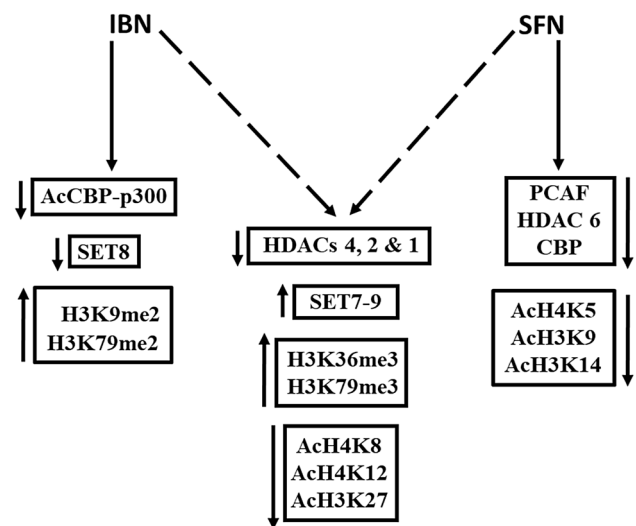 IBN
SFN
AcCBP-p300
SET8
H3K9me2
H3K79me2
HDACs 4, 2 & 1
SET7-9
H3K36me3
H3K79me3
AcH4K8
AcH4K12
AcH3K27
PCAF
HDAC 6
CBP
AcH4K5
AcH3K9
AcH3K14